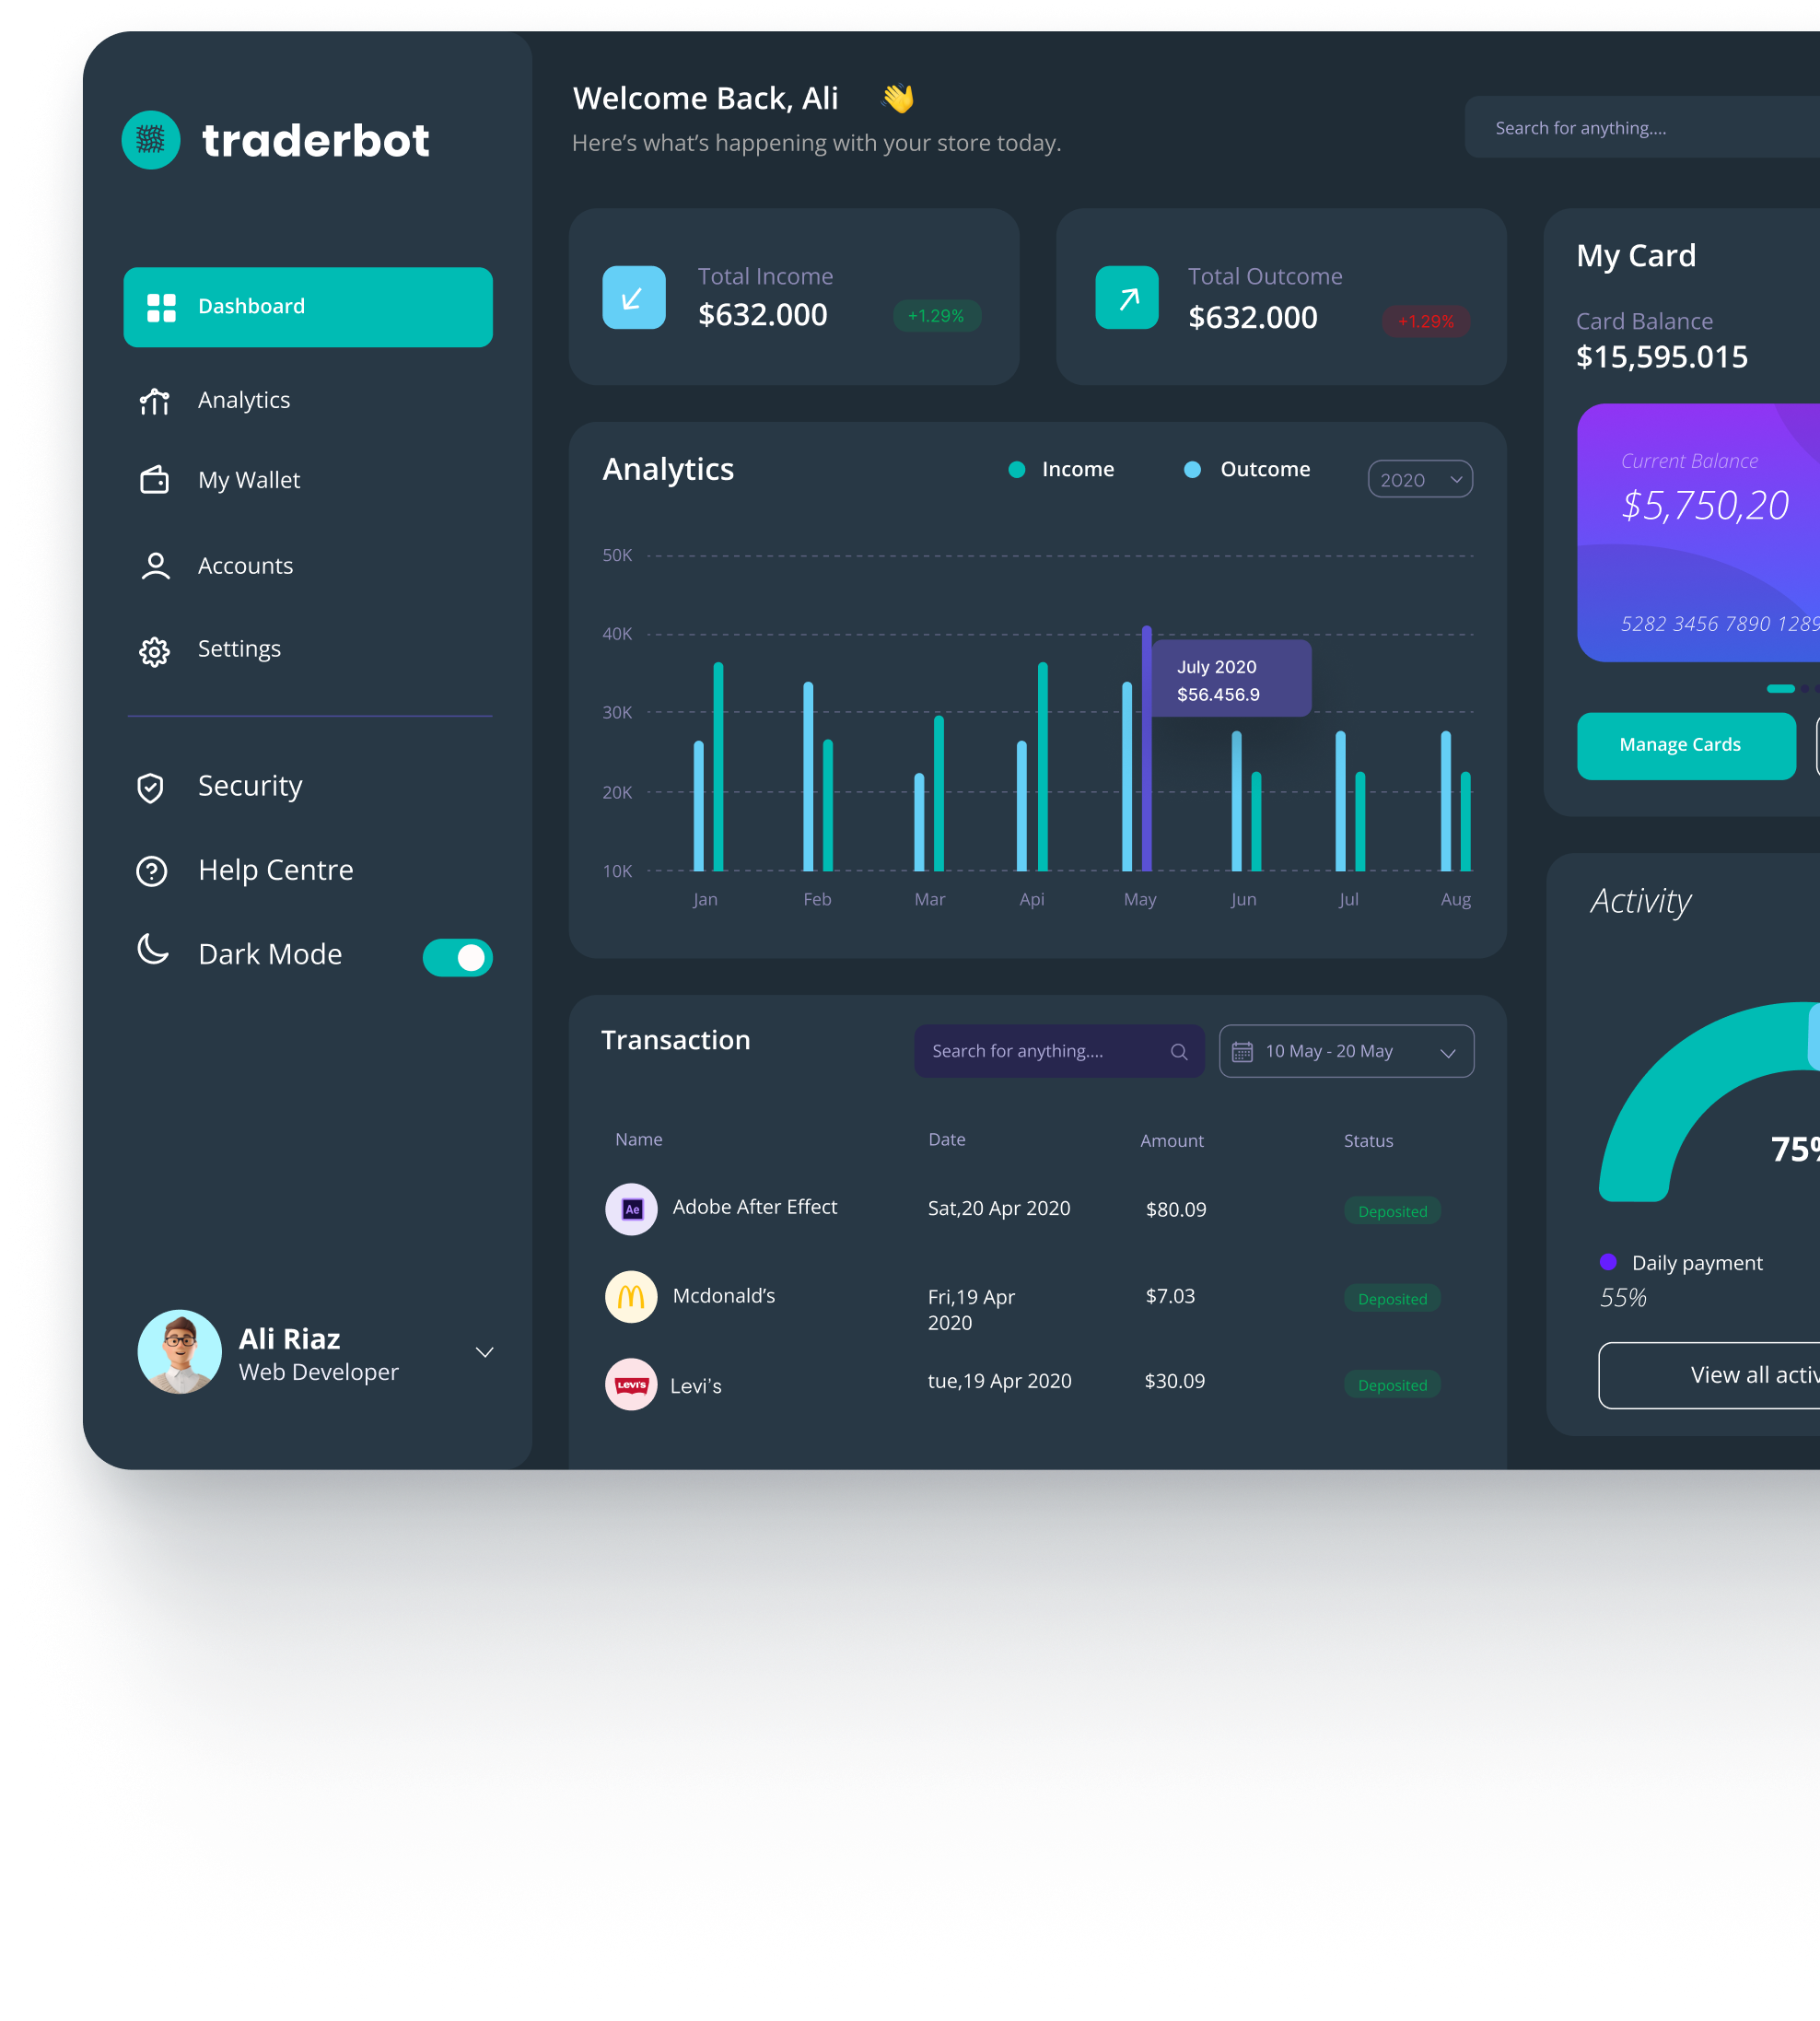 traderbot
Dashboard
Analytics
My Wallet
Accounts
Settings
Security
Help Centre
Dark Mode
Ali Riaz
Web Developer
Welcome Back, Ali 👋
Here’s what’s happening with your store today.
Search for anything....
Total Income
$632.000
+1.29%
Total Outcome
$632.000
+1.29%
Analytics
Income
Outcome
2020
50K
40K
30K
20K
10K
July 2020
$56.456.9
Jan Feb Mar Api May Jun Jul Aug
Transaction
Search for anything....
10 May - 20 May
Name Date Amount Status
Ae Adobe After Effect Sat,20 Apr 2020 $80.09 Deposited
Mcdonald’s Fri,19 Apr $7.03 Deposited
2020
Levi's Levi’s tue,19 Apr 2020 $30.09 Deposited
My Card
Card Balance
$15,595.015
Current Balance
$5,750,20
5282 3456 7890 1289
Manage Cards
Activity
75%
Daily payment
55%
View all activ